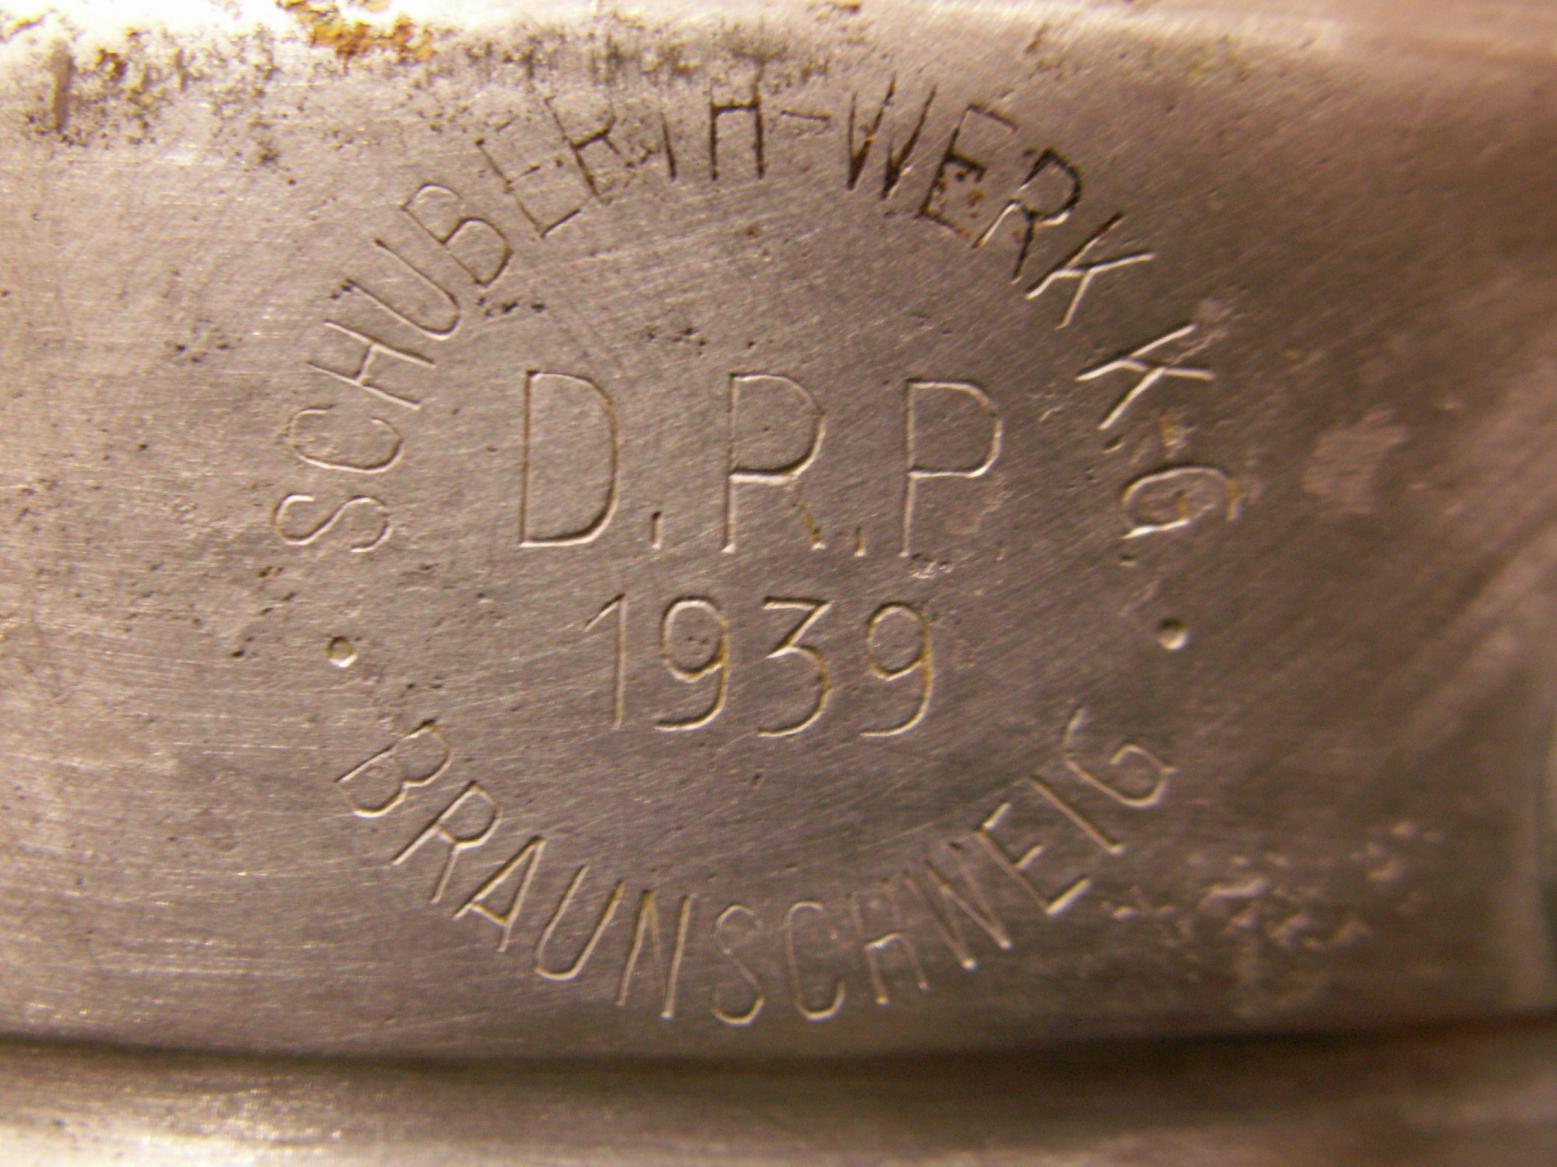 SCHUBERTH-WERK K.G.
D.R.P.
1939
• BRAUNSCHWEIG •